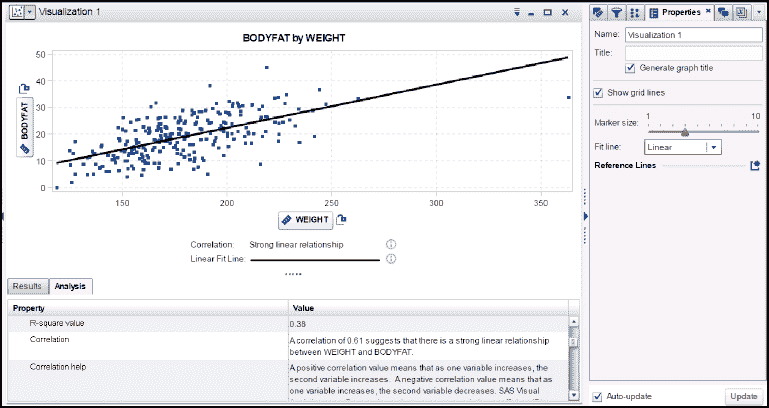 Visualization 1
BODYFAT by WEIGHT
50
40
30
20
10
0
BODYFAT
150
200
250
300
350
WEIGHT
Correlation: Strong linear relationship
Linear Fit Line:
Results Analysis
Property Value
R-square value 0.38
Correlation A correlation of 0.61 suggests that there is a strong linear relationship
between WEIGHT and BODYFAT.
Correlation help A positive correlation value means that as one variable increases, the
second variable increases. A negative correlation value means that as
one variable increases, the second variable decreases. SAS Visual
Properties
Name: Visualization 1
Title:
Generate graph title
Show grid lines
1 10
Marker size:
Fit line: Linear
Reference Lines
Auto-update Update